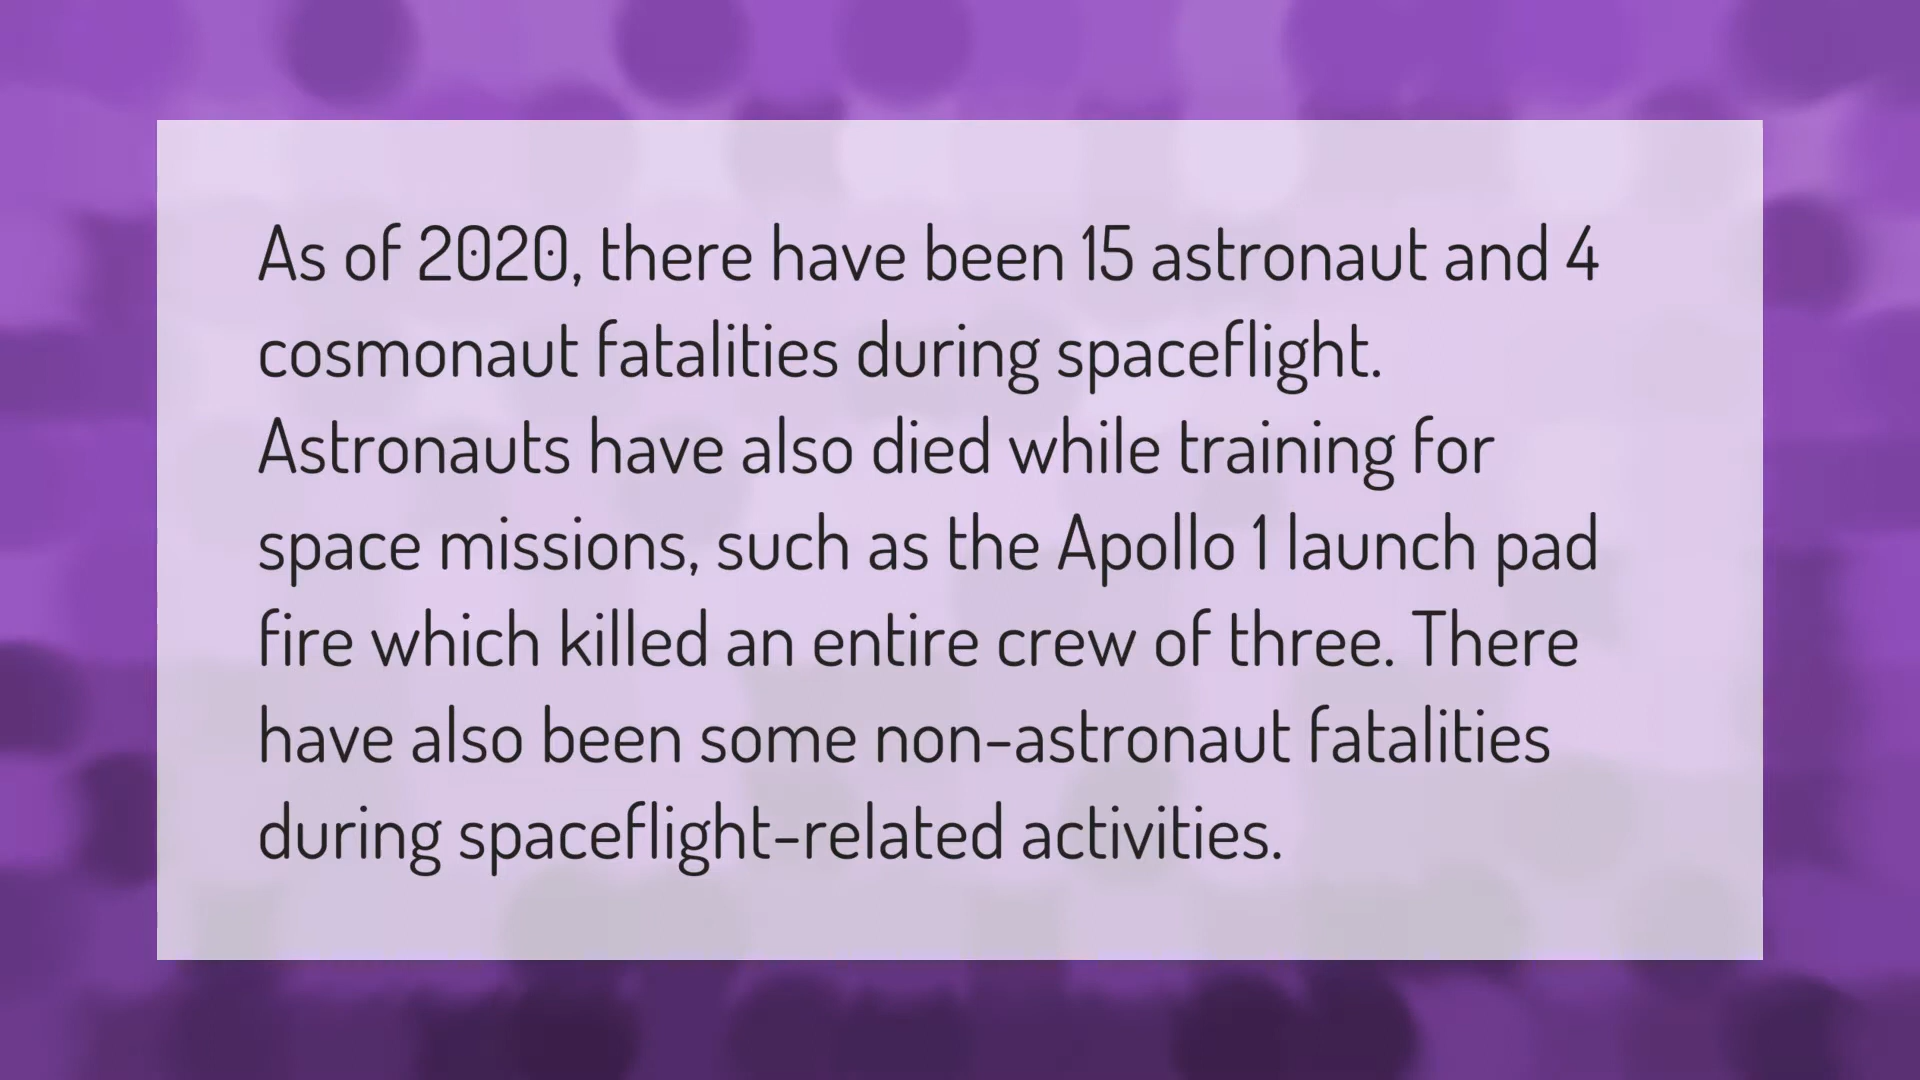 As of 2020, there have been 15 astronaut and 4
cosmonaut fatalities during spaceflight.
Astronauts have also died while training for
space missions, such as the Apollo 1 launch pad
fire which killed an entire crew of three. There
have also been some non-astronaut fatalities
during spaceflight-related activities.